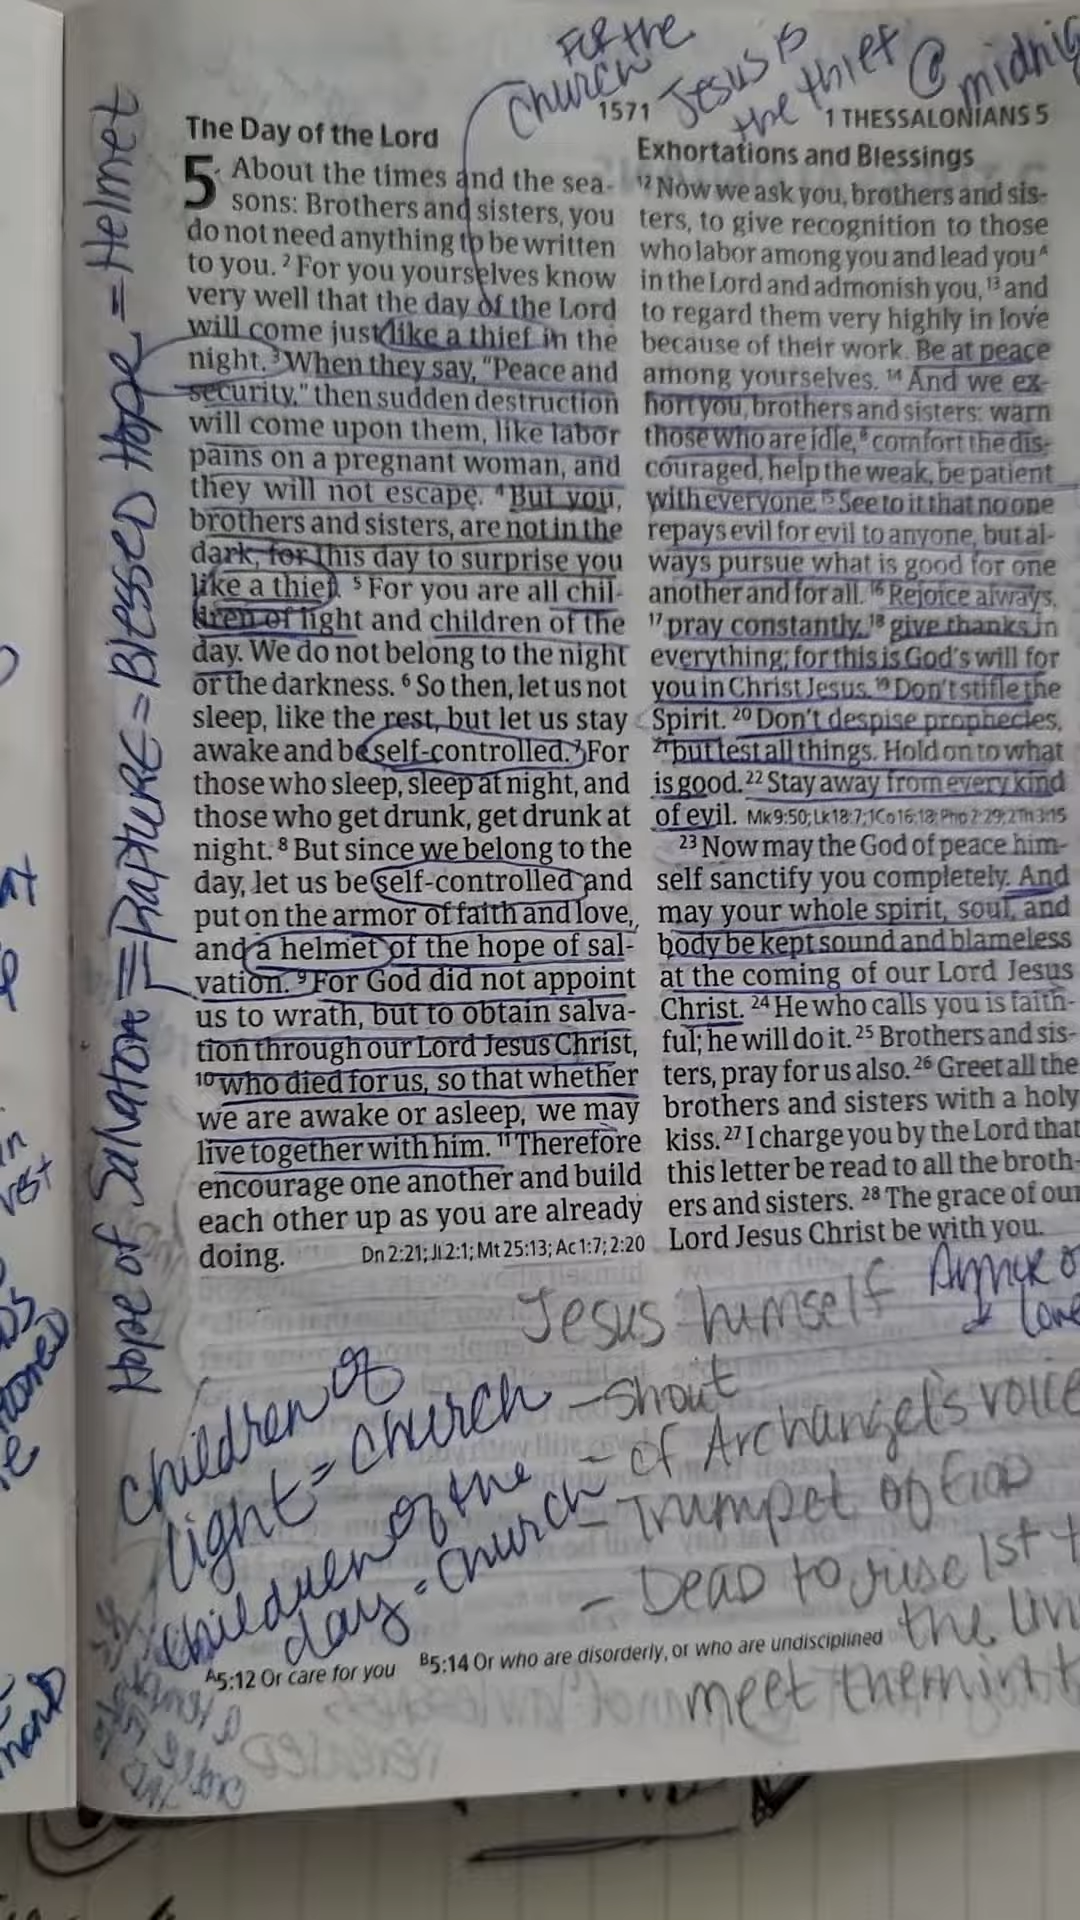 For the
Church
Jesus is
the thief @
1571
1 THESSALONIANS 5
Hope of Salvation = Rapture = Blessed Hope = Helmet
The Day of the Lord
5 About the times and the sea-
sons: Brothers and sisters, you
do not need anything to be written
to you. 2 For you yourselves know
very well that the day of the Lord
will come just like a thief in the
night. 3 When they say, "Peace and
security," then sudden destruction
will come upon them, like labor
pains on a pregnant woman, and
they will not escape. 4 But you,
brothers and sisters, are not in the
dark, for this day to surprise you
like a thief. 5 For you are all chil-
dren of light and children of the
day. We do not belong to the night
or the darkness. 6 So then, let us not
sleep, like the rest, but let us stay
awake and be self-controlled. 7 For
those who sleep, sleep at night, and
those who get drunk, get drunk at
night. 8 But since we belong to the
day, let us be self-controlled and
put on the armor of faith and love,
and a helmet of the hope of sal-
vation. 9 For God did not appoint
us to wrath, but to obtain salva-
tion through our Lord Jesus Christ,
10 who died for us, so that whether
we are awake or asleep, we may
live together with him. 11 Therefore
encourage one another and build
each other up as you are already
doing. Dn 2:21; Jl 2:1; Mt 25:13; Ac 1:7; 2:20
Exhortations and Blessings
12 Now we ask you, brothers and sis-
ters, to give recognition to those
who labor among you and lead you A
in the Lord and admonish you, 13 and
to regard them very highly in love
because of their work. Be at peace
among yourselves. 14 And we ex-
hort you, brothers and sisters: warn
those who are idle, B comfort the dis-
couraged, help the weak, be patient
with everyone. 15 See to it that no one
repays evil for evil to anyone, but al-
ways pursue what is good for one
another and for all. 16 Rejoice always,
17 pray constantly, 18 give thanks in
everything; for this is God's will for
you in Christ Jesus. 19 Don't stifle the
Spirit. 20 Don't despise prophecies,
21 but test all things. Hold on to what
is good. 22 Stay away from every kind
of evil. Mk 9:50; Lk 18:7; 1Co 16:18; Php 2:29; 2Th 3:15
23 Now may the God of peace him-
self sanctify you completely. And
may your whole spirit, soul, and
body be kept sound and blameless
at the coming of our Lord Jesus
Christ. 24 He who calls you is faith-
ful; he will do it. 25 Brothers and sis-
ters, pray for us also. 26 Greet all the
brothers and sisters with a holy
kiss. 27 I charge you by the Lord that
this letter be read to all the broth-
ers and sisters. 28 The grace of our
Lord Jesus Christ be with you.
Jesus himself
Armor of
love
children of
light = church
children of the
day = church
- Shout
- of Archangel's voice
- Trumpet of God
- Dead to rise 1st
the
meet them in t
A5:12 Or care for you B5:14 Or who are disorderly, or who are undisciplined